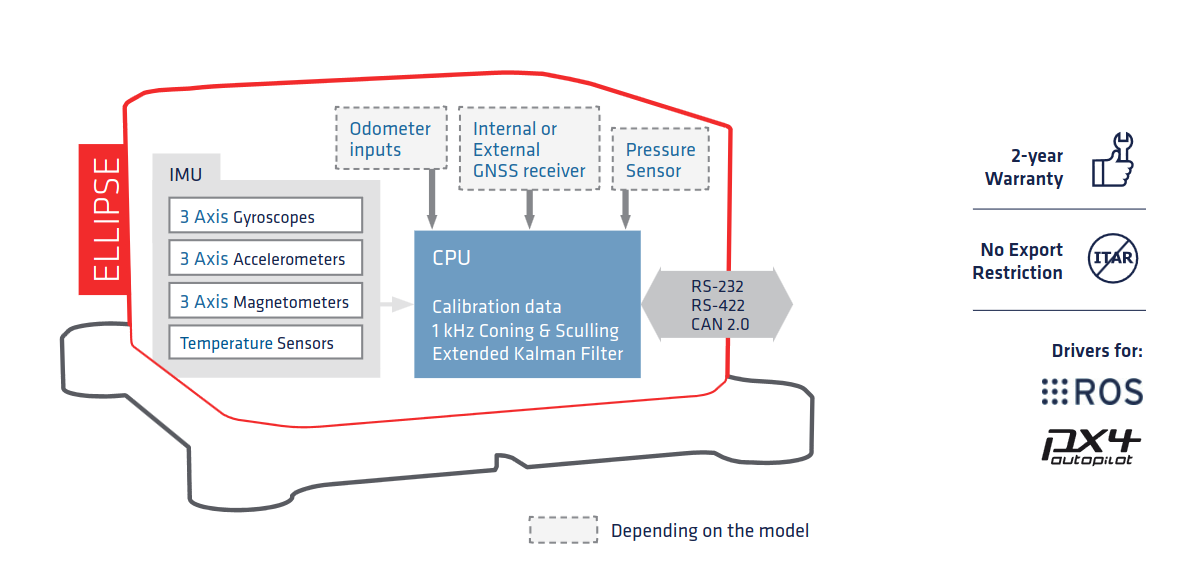 ELLIPSE
IMU
3 Axis Gyroscopes
3 Axis Accelerometers
3 Axis Magnetometers
Temperature Sensors
Odometer
inputs
Internal or
External
GNSS receiver
Pressure
Sensor
CPU
Calibration data
1 kHz Coning & Sculling
Extended Kalman Filter
RS-232
RS-422
CAN 2.0
Depending on the model
2-year
Warranty
No Export
Restriction
ITAR
Drivers for:
ROS
px4
autopilot